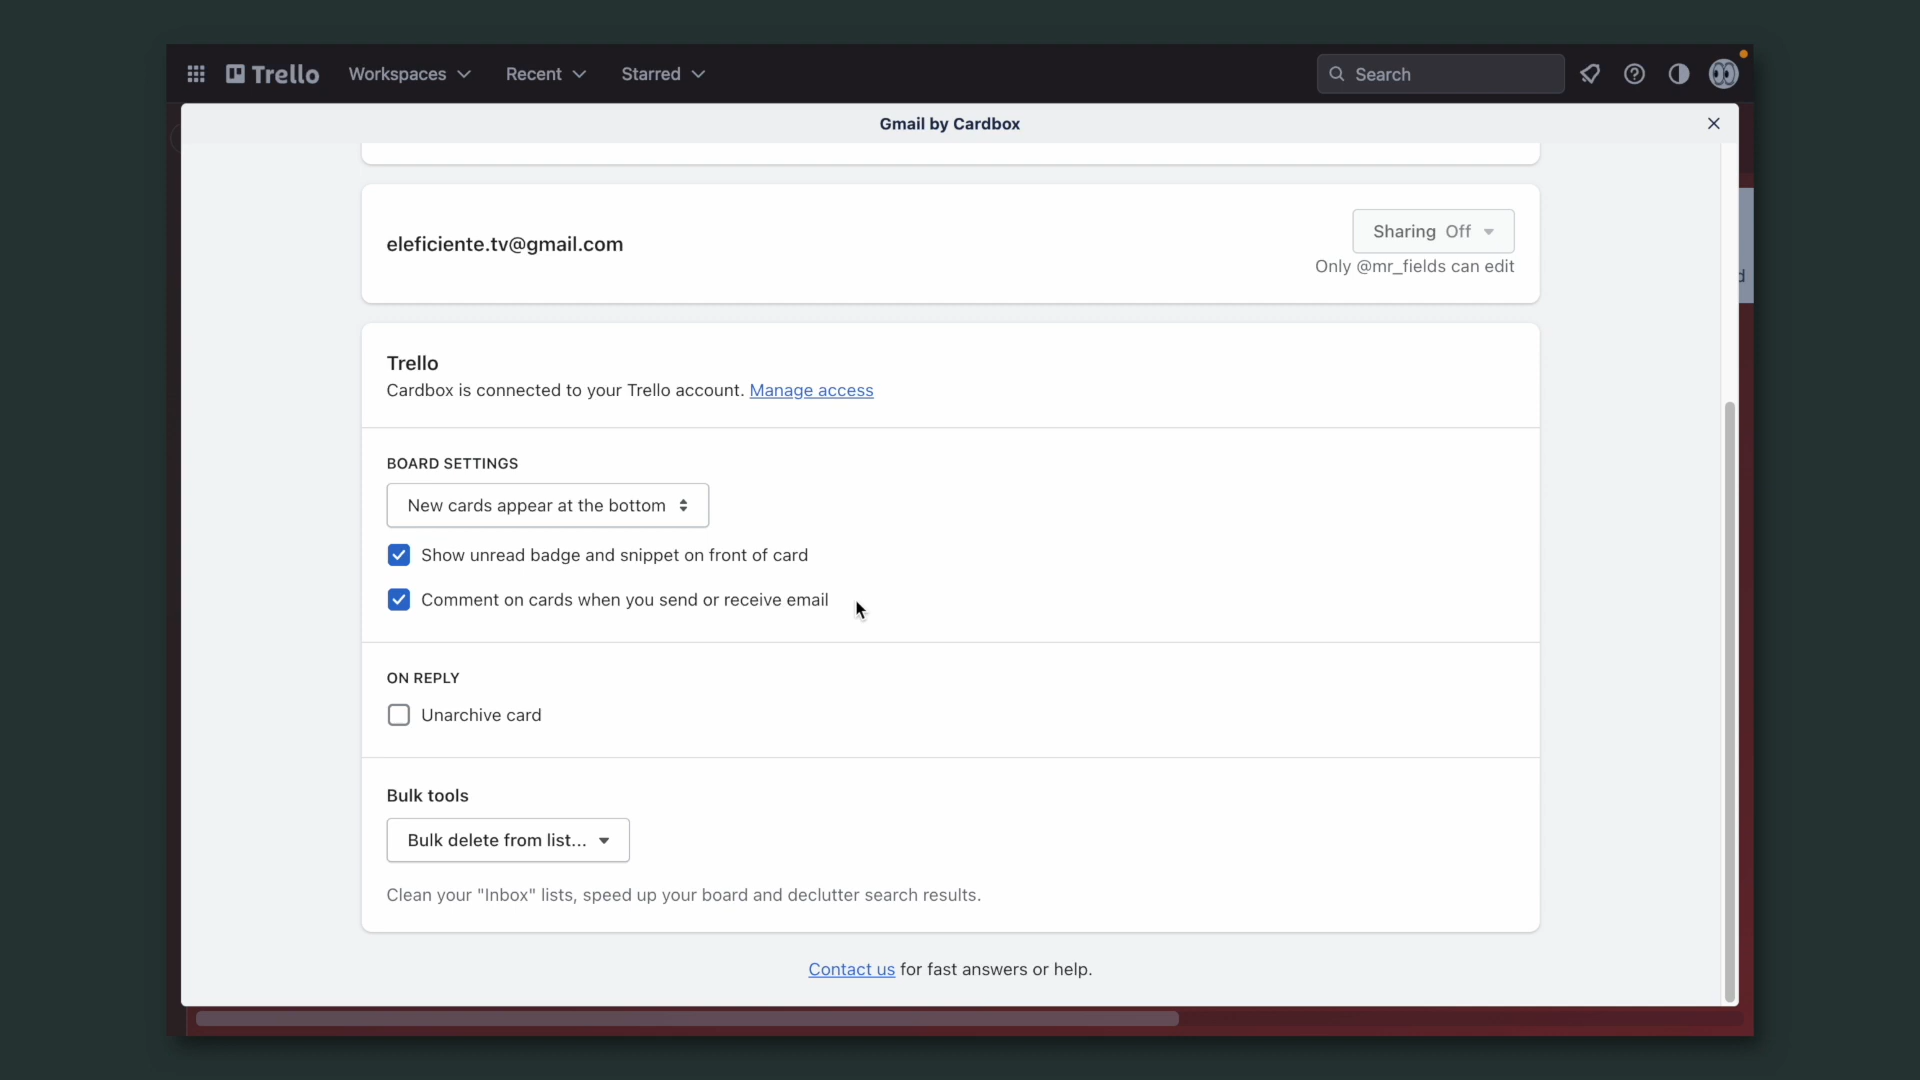 Trello Workspaces Recent Starred Search
Gmail by Cardbox
eleficiente.tv@gmail.com
Sharing Off
Only @mr_fields can edit
d
Trello
Cardbox is connected to your Trello account. Manage access
BOARD SETTINGS
New cards appear at the bottom
Show unread badge and snippet on front of card
Comment on cards when you send or receive email
ON REPLY
Unarchive card
Bulk tools
Bulk delete from list...
Clean your "Inbox" lists, speed up your board and declutter search results.
Contact us for fast answers or help.